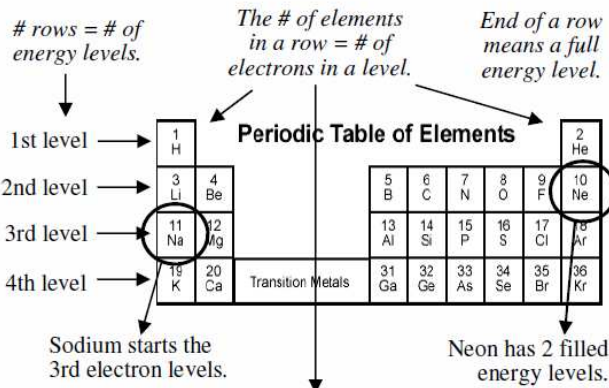 # rows = # of
energy levels.
The # of elements
in a row = # of
electrons in a level.
End of a row
means a full
energy level.
Periodic Table of Elements
1st level
1
H
2
He
2nd level
3
Li
4
Be
5
B
6
C
7
N
8
O
9
F
10
Ne
3rd level
11
Na
12
Mg
13
Al
14
Si
15
P
16
S
17
Cl
18
Ar
4th level
19
K
20
Ca
Transition Metals
31
Ga
32
Ge
33
As
34
Se
35
Br
36
Kr
Sodium starts the
3rd electron levels.
Neon has 2 filled
energy levels.